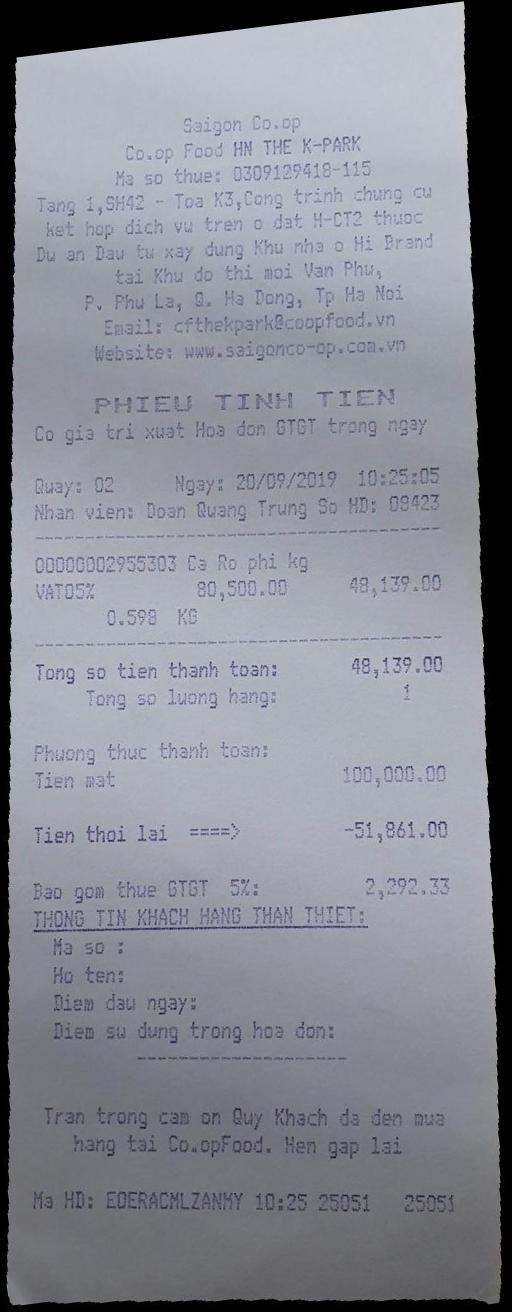 Saigon Co.op
Co.op Food HN THE K-PARK
Ma so thue: 0309129418-115
Tang 1,SH42 - Toa K3,Cong trinh chung cu
ket hop dich vu tren o dat H-CT2 thuoc
Du an Dau tu xay dung Khu nha o Hi Brand
tai Khu do thi moi Van Phu,
P. Phu La, Q. Ha Dong, Tp Ha Noi
Email: cfthekpark@coopfood.vn
Website: www.saigonco-op.com.vn
PHIEU TINH TIEN
Co gia tri xuat Hoa don GTGT trong ngay
Quay: 02 Ngay: 20/09/2019 10:25:05
Nhan vien: Doan Quang Trung So HD: 08423
00000002955303 Ca Ro phi kg
VAT05% 80,500.00 48,139.00
0.598 KG
Tong so tien thanh toan: 48,139.00
Tong so luong hang: 1
Phuong thuc thanh toan:
Tien mat 100,000.00
Tien thoi lai ====> -51,861.00
Bao gom thue GTGT 5%: 2,292.33
THONG TIN KHACH HANG THAN THIET:
Ma so :
Ho ten:
Diem dau ngay:
Diem su dung trong hoa don:
Tran trong cam on Quy Khach da den mua
hang tai Co.opFood. Hen gap lai
Ma HD: EOERACMLZANMY 10:25 25051 25051